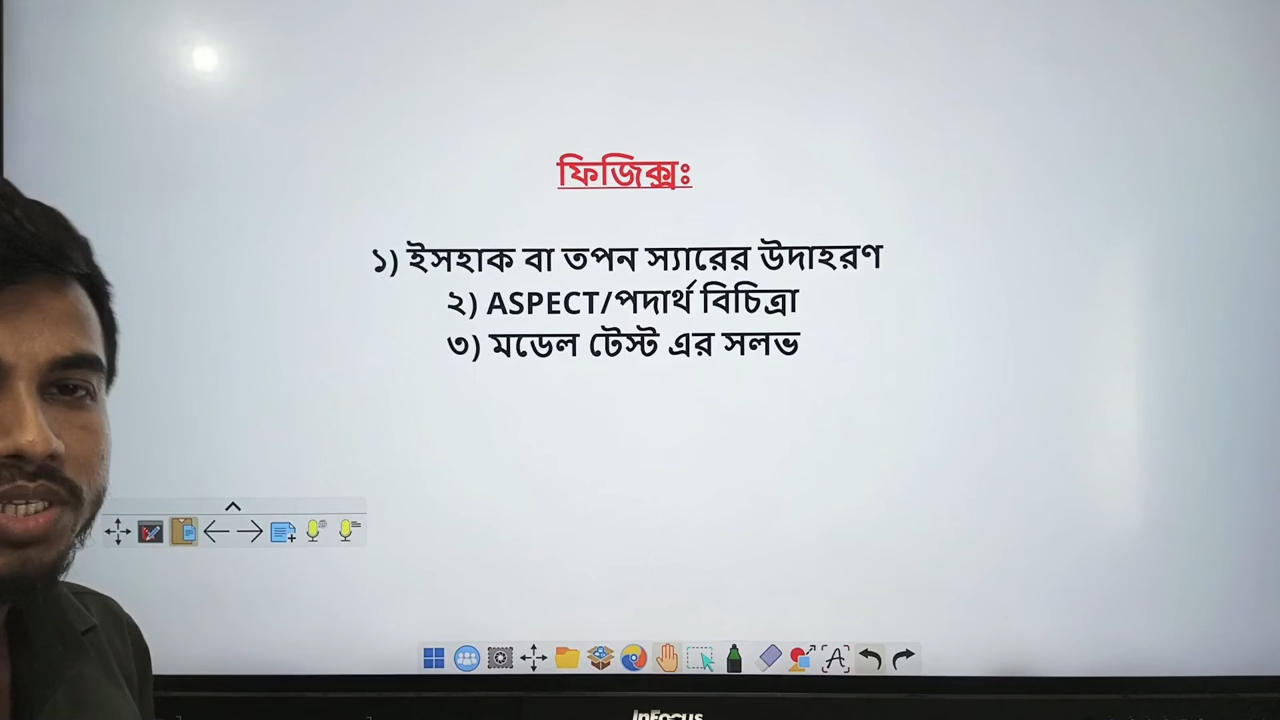 ফিজিক্সঃ
১) ইসহাক বা তপন স্যারের উদাহরণ
২) ASPECT/পদার্থ বিচিত্রা
৩) মডেল টেস্ট এর সলভ
InFocus